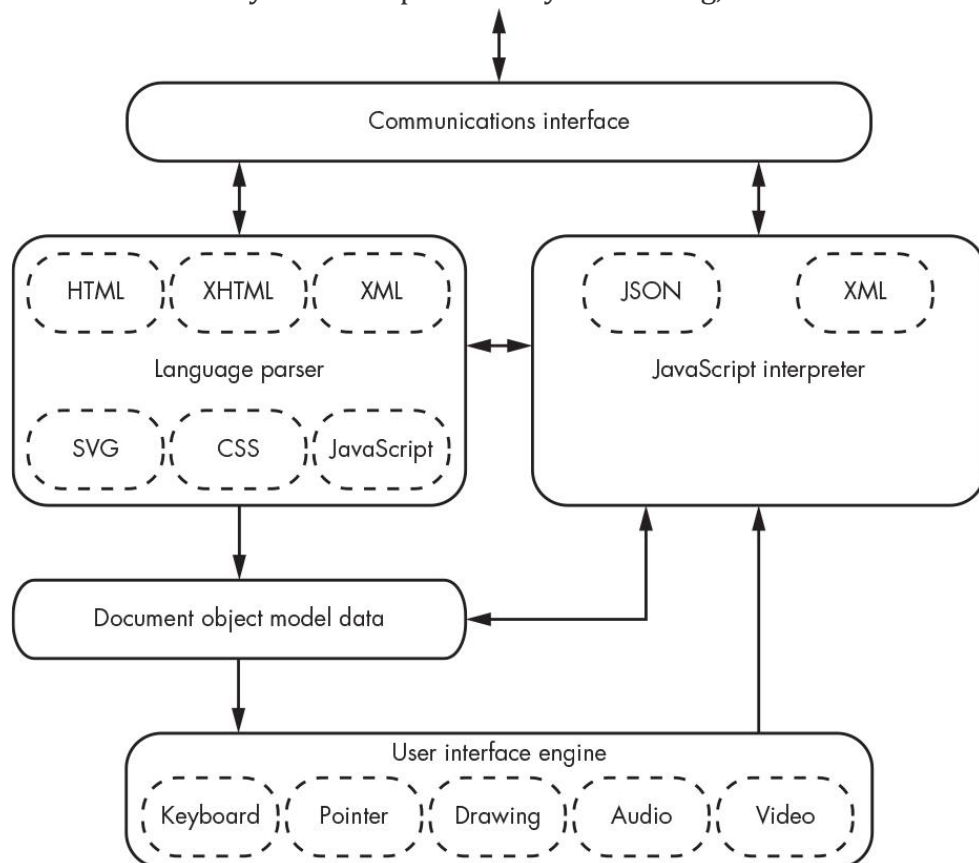 Communications interface
HTML XHTML XML
Language parser
SVG CSS JavaScript
JSON XML
JavaScript interpreter
Document object model data
User interface engine
Keyboard Pointer Drawing Audio Video